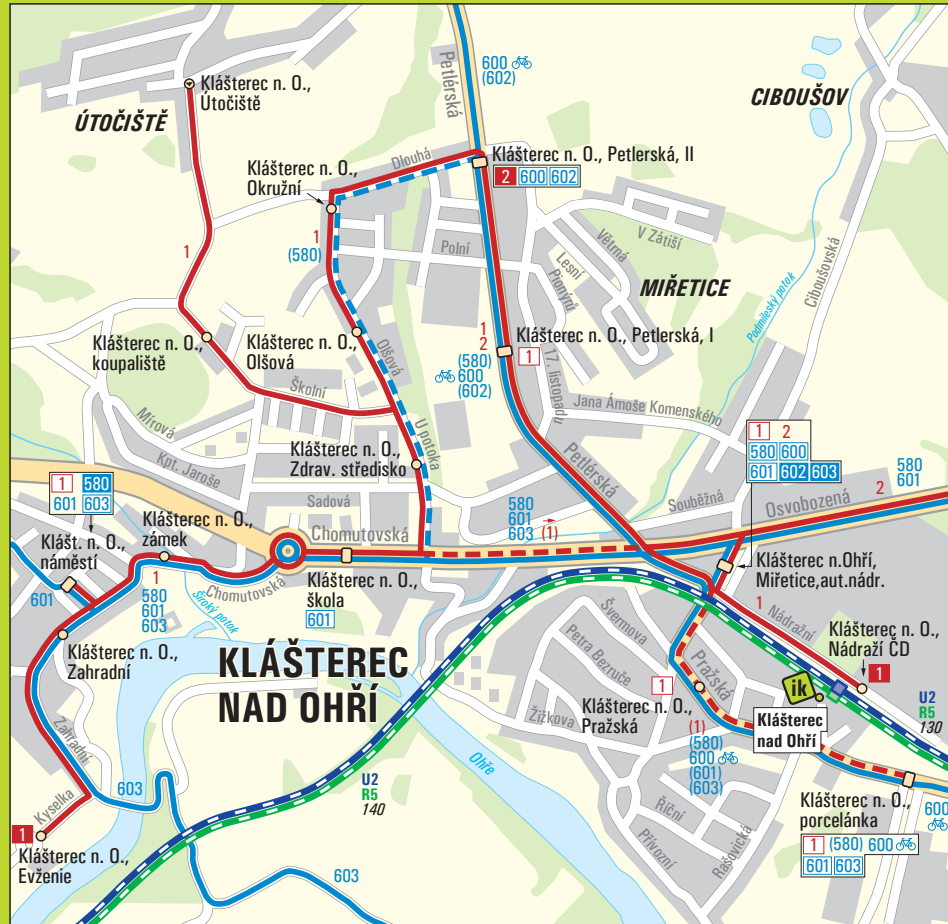 Petlérská
600
(602)
Klášterec n. O.,
Útočiště
ÚTOČIŠTĚ
CIBOUŠOV
Dlouhá
Klášterec n. O., Petlerská, II
2 600 602
Klášterec n. O.,
Okružní
1
1
(580)
Polní
Větrná
V Zátiší
Lesní
Pionýrů
MIŘETICE
Podmileský potok
Ciboušovská
Klášterec n. O.,
koupaliště
Klášterec n. O.,
Olšová
Olšová
1
2
(580)
600
(602)
Klášterec n. O., Petlerská, I
1
17. listopadu
Jana Ámoše Komenského
Školní
Mírová
Kpt. Jaroše
U potoka
Klášterec n. O.,
Zdrav. středisko
Petlérská
1 2
580 600
601 602 603
Souběžná
Osvobozená
2
580
601
1 580
601 603
Klášt. n. O.,
náměstí
Klášterec n. O.,
zámek
Sadová
Chomutovská
580
601
603 (1)
601
1
580
601
603
Chomutovská
Široký potok
Klášterec n. O.,
škola
601
Klášterec n.Ohří,
Miřetice,aut.nádr.
Klášterec n. O.,
Zahradní
KLÁŠTEREC
NAD OHŘÍ
Švermova
Petra Bezruče
Pražská
1
Nádražní
Klášterec n. O.,
Nádraží ČD
1
1
Klášterec n. O.,
Pražská
Žižkova
ik
Klášterec
nad Ohří
U2
R5
130
Zahradní
603
(1)
(580)
600
(601)
(603)
Ohře
U2
R5
140
Kyselka
1
Klášterec n. O.,
Evženie
603
Říční
Přívozní
Rašovická
Klášterec n. O.,
porcelánka
1 (580) 600
601 603
600